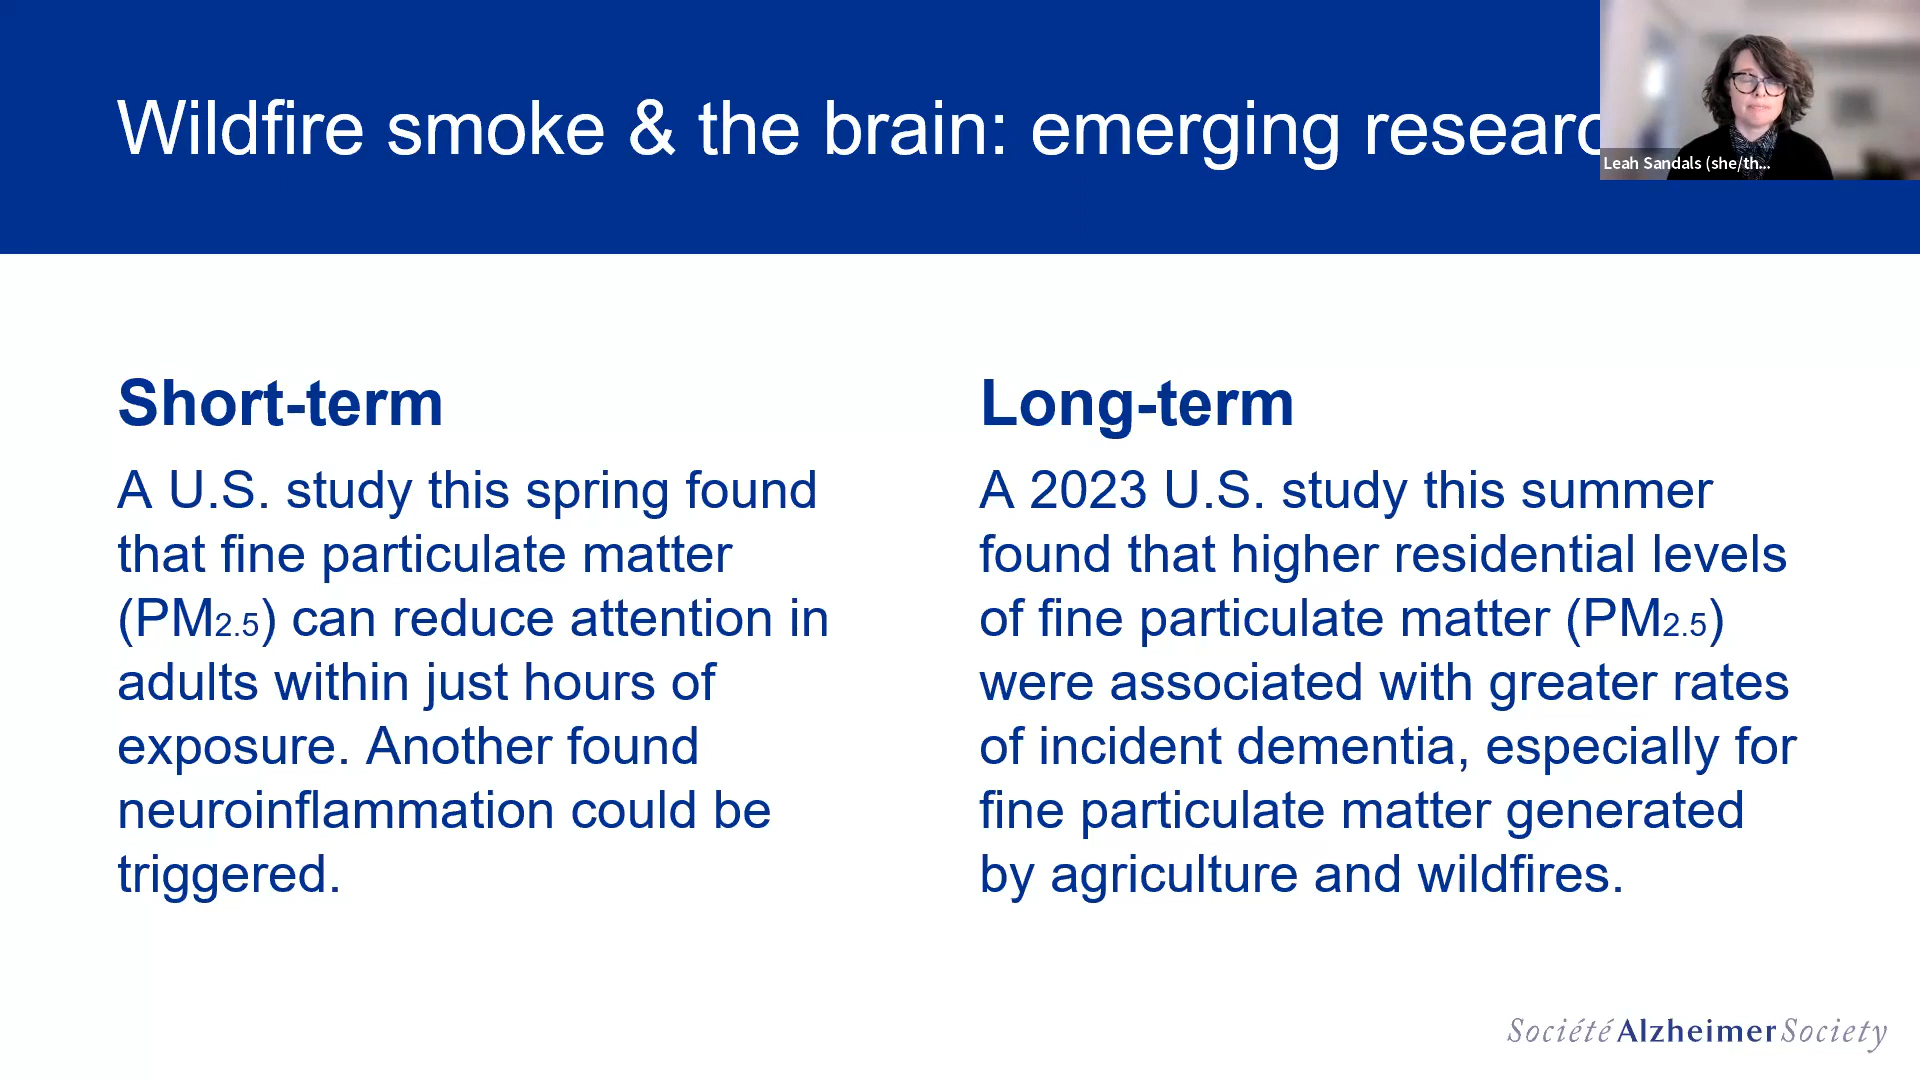 Wildfire smoke & the brain: emerging researc
Leah Sandals (she/th...
Short-term
A U.S. study this spring found
that fine particulate matter
(PM2.5) can reduce attention in
adults within just hours of
exposure. Another found
neuroinflammation could be
triggered.
Long-term
A 2023 U.S. study this summer
found that higher residential levels
of fine particulate matter (PM2.5)
were associated with greater rates
of incident dementia, especially for
fine particulate matter generated
by agriculture and wildfires.
Société Alzheimer Society